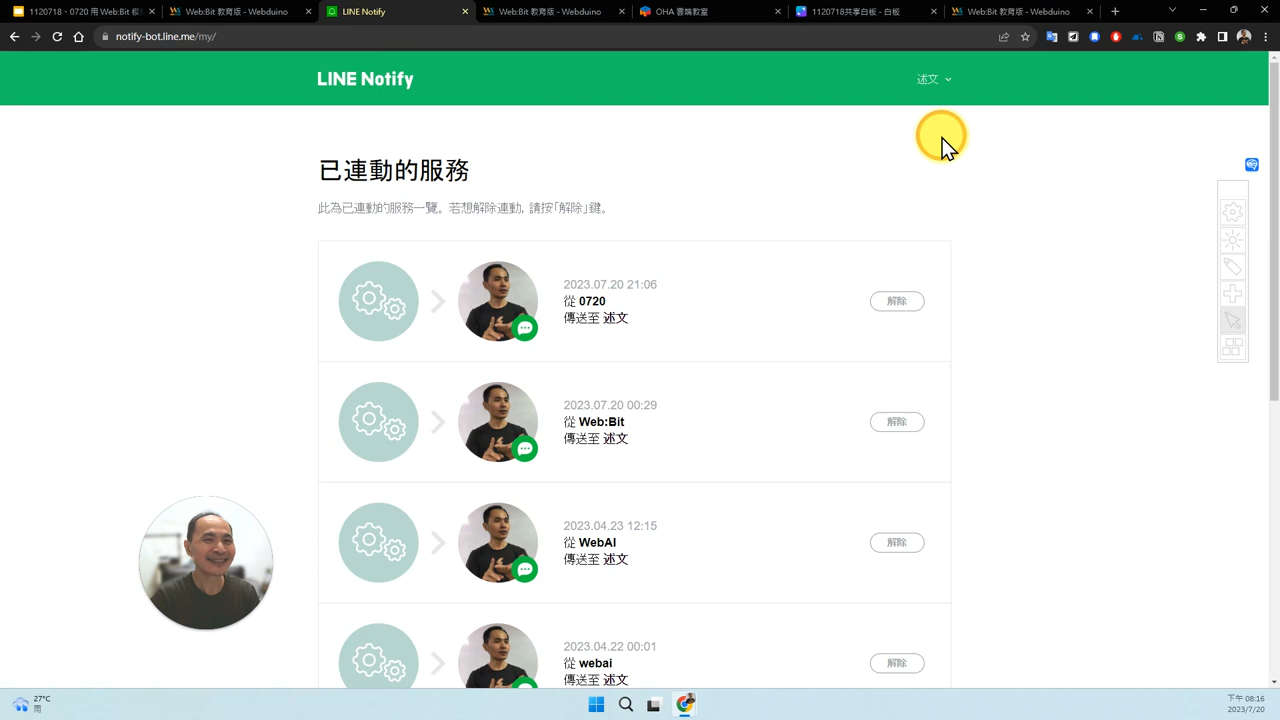 1120718 - 0720 用 Web:Bit 模
Web:Bit 教育版 - Webduino
LINE Notify
Web:Bit 教育版 - Webduino
OHA 雲端教室
1120718共享白板 - 白板
Web:Bit 教育版 - Webduino
notify-bot.line.me/my/
LINE Notify
述文
已連動的服務
此為已連動的服務一覽。若想解除連動, 請按「解除」鍵。
2023.07.20 21:06
從 0720
傳送至 述文
解除
2023.07.20 00:29
從 Web:Bit
傳送至 述文
解除
2023.04.23 12:15
從 WebAI
傳送至 述文
解除
2023.04.22 00:01
從 webai
傳送至 述文
解除
27°C
雨
下午 08:16
2023/7/20